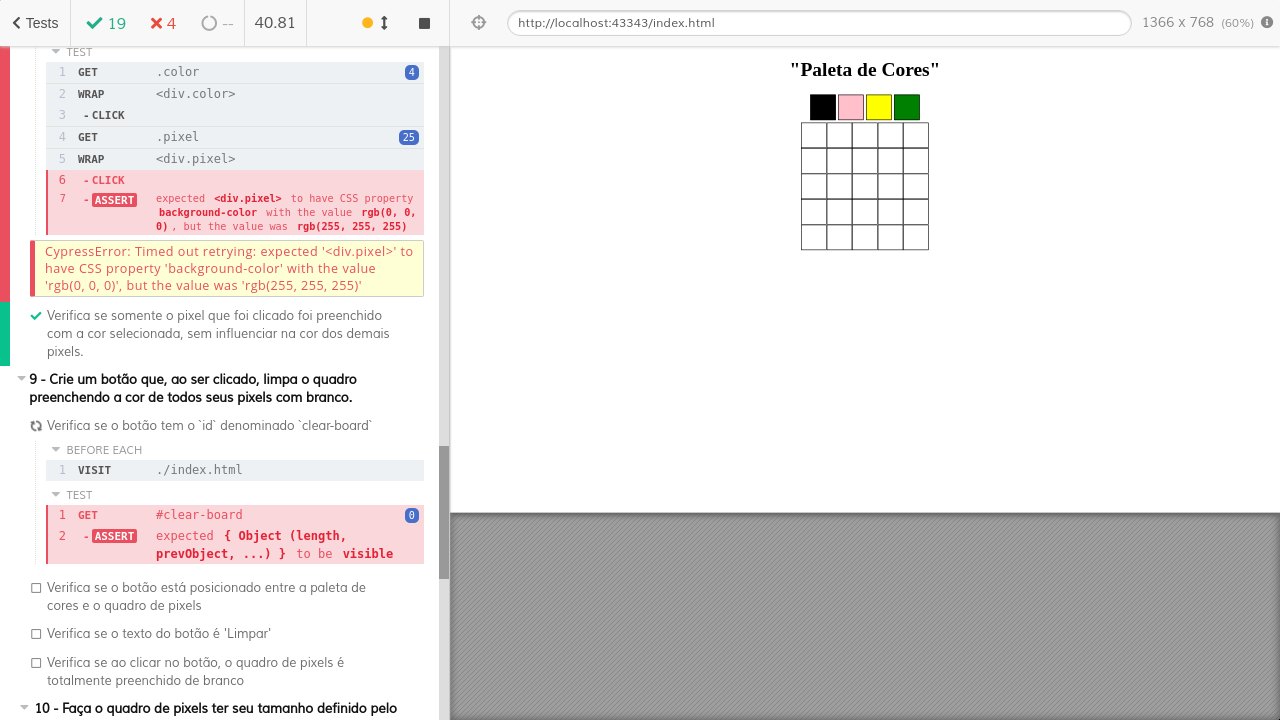 Tests
19
4
--
40.81
http://localhost:43343/index.html
1366 x 768 (60%)
TEST
1 GET .color 4
2 WRAP <div.color>
3 - CLICK
4 GET .pixel 25
5 WRAP <div.pixel>
6 - CLICK
7 - ASSERT expected <div.pixel> to have CSS property
background-color with the value rgb(0, 0,
0) , but the value was rgb(255, 255, 255)
CypressError: Timed out retrying: expected '<div.pixel>' to
have CSS property 'background-color' with the value
'rgb(0, 0, 0)', but the value was 'rgb(255, 255, 255)'
Verifica se somente o pixel que foi clicado foi preenchido
com a cor selecionada, sem influenciar na cor dos demais
pixels.
9 - Crie um botão que, ao ser clicado, limpa o quadro
preenchendo a cor de todos seus pixels com branco.
Verifica se o botão tem o `id` denominado `clear-board`
BEFORE EACH
1 VISIT ./index.html
TEST
1 GET #clear-board 0
2 - ASSERT expected { Object (length,
prevObject, ...) } to be visible
Verifica se o botão está posicionado entre a paleta de
cores e o quadro de pixels
Verifica se o texto do botão é 'Limpar'
Verifica se ao clicar no botão, o quadro de pixels é
totalmente preenchido de branco
10 - Faça o quadro de pixels ter seu tamanho definido pelo
"Paleta de Cores"